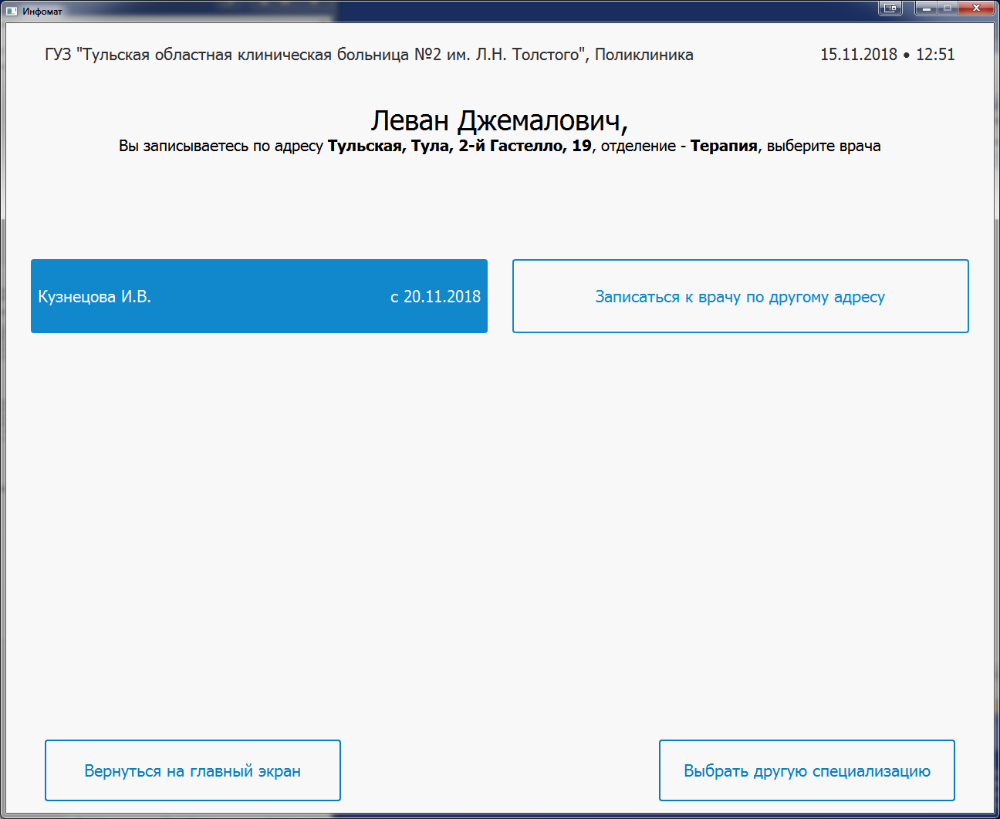 Инфомат
ГУЗ "Тульская областная клиническая больница №2 им. Л.Н. Толстого", Поликлиника
15.11.2018 • 12:51
Леван Джемалович,
Вы записываетесь по адресу Тульская, Тула, 2-й Гастелло, 19, отделение - Терапия, выберите врача
Кузнецова И.В.
с 20.11.2018
Записаться к врачу по другому адресу
Вернуться на главный экран
Выбрать другую специализацию